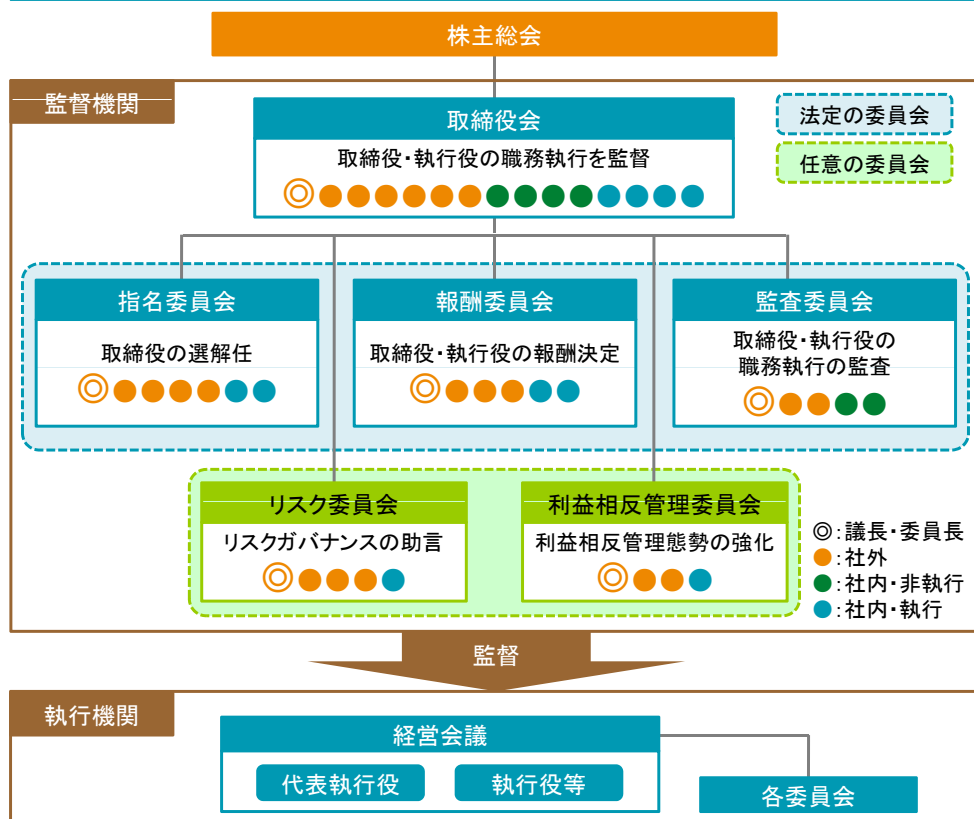 株主総会
監督機関
取締役会
取締役・執行役の職務執行を監督
◎
法定の委員会
任意の委員会
指名委員会
取締役の選解任
◎
報酬委員会
取締役・執行役の報酬決定
◎
監査委員会
取締役・執行役の
職務執行の監査
◎
リスク委員会
リスクガバナンスの助言
◎
利益相反管理委員会
利益相反管理態勢の強化
◎
◎:議長・委員長
●:社外
●:社内・非執行
●:社内・執行
監督
執行機関
経営会議
代表執行役
執行役等
各委員会